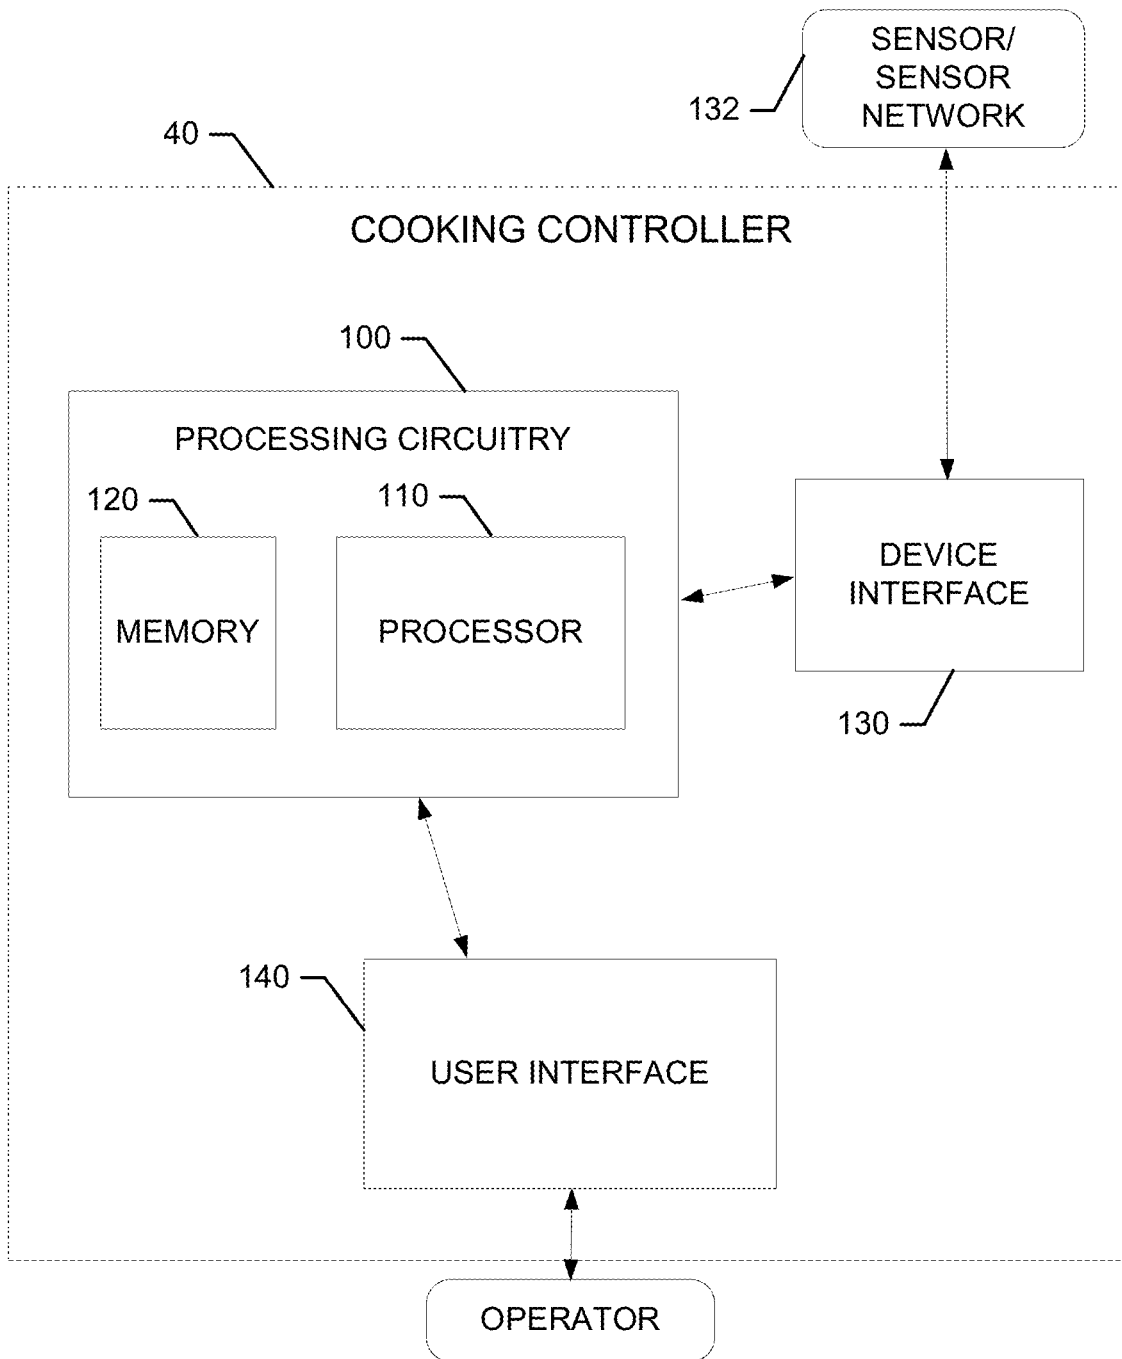 SENSOR/
SENSOR
NETWORK
132
40
COOKING CONTROLLER
100
PROCESSING CIRCUITRY
120
110
MEMORY
PROCESSOR
DEVICE
INTERFACE
130
140
USER INTERFACE
OPERATOR